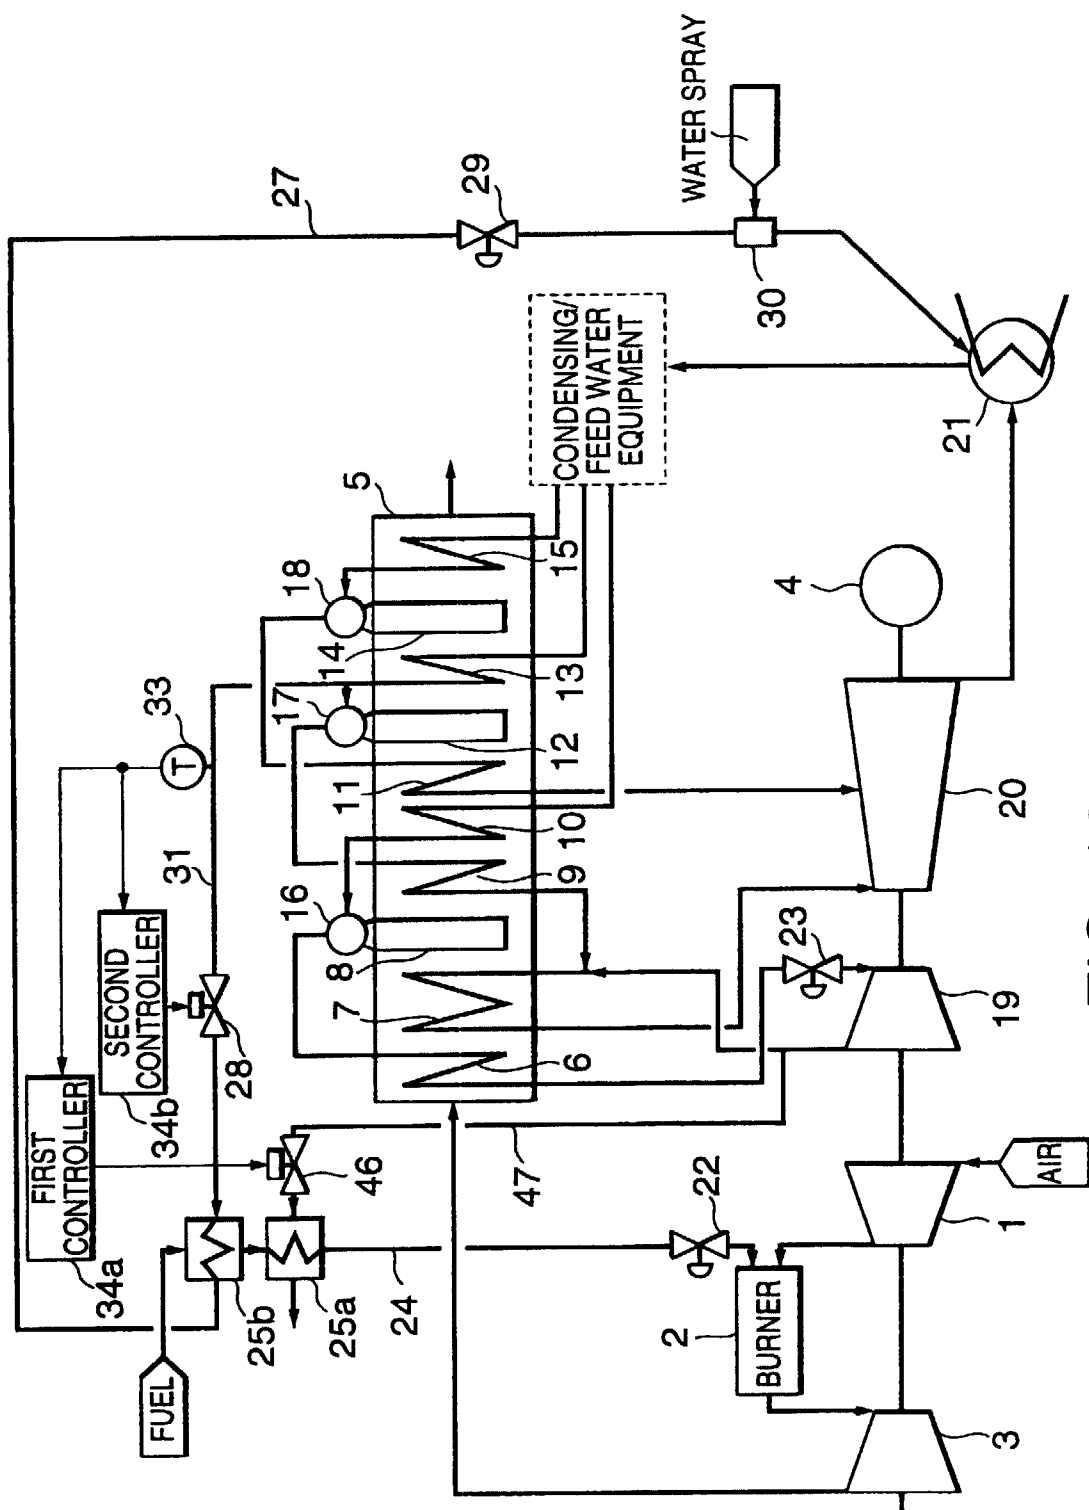 FUEL
FIRST
CONTROLLER
34a
SECOND
CONTROLLER
34b
25b
25a
28
31
33
T
27
29
WATER SPRAY
30
46
47
24
22
2
BURNER
3
1
AIR
5
6
7
8
9
10
11
12
13
14
15
16
17
18
CONDENSING/
FEED WATER
EQUIPMENT
23
19
20
4
21